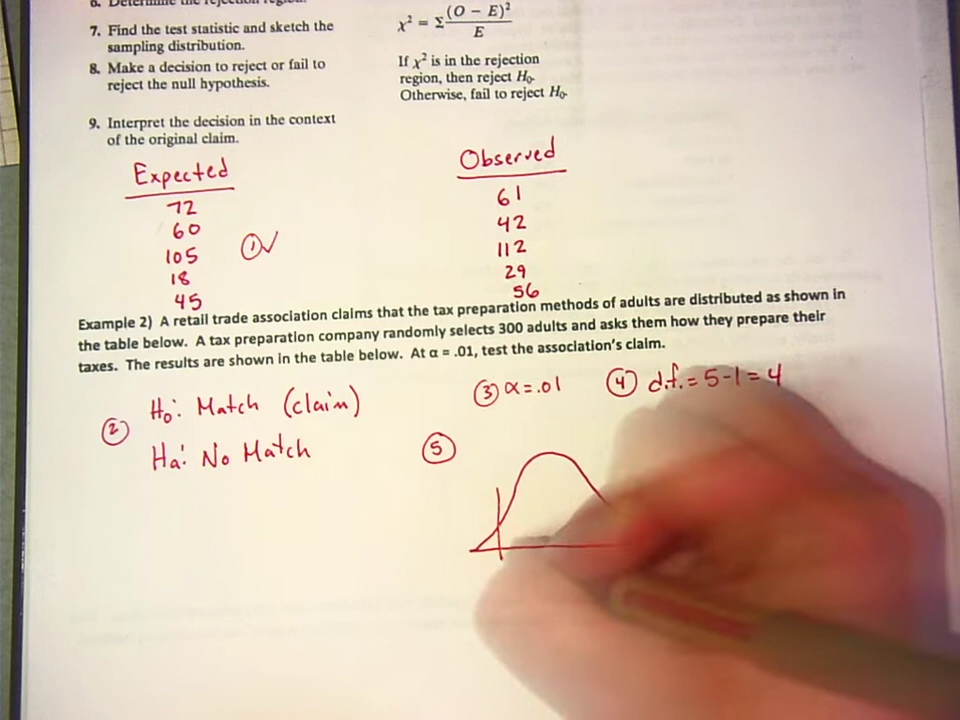 6. Determine the rejection region.
7. Find the test statistic and sketch the
sampling distribution.
χ² = Σ (O − E)² / E
8. Make a decision to reject or fail to
reject the null hypothesis.
If χ² is in the rejection
region, then reject H₀.
Otherwise, fail to reject H₀.
9. Interpret the decision in the context
of the original claim.
Expected
72
60
105
18
45
①✓
Observed
61
42
112
29
56
Example 2) A retail trade association claims that the tax preparation methods of adults are distributed as shown in
the table below. A tax preparation company randomly selects 300 adults and asks them how they prepare their
taxes. The results are shown in the table below. At α = .01, test the association's claim.
② H₀: Match (claim)
Ha: No Match
③ α = .01
④ d.f. = 5-1 = 4
⑤